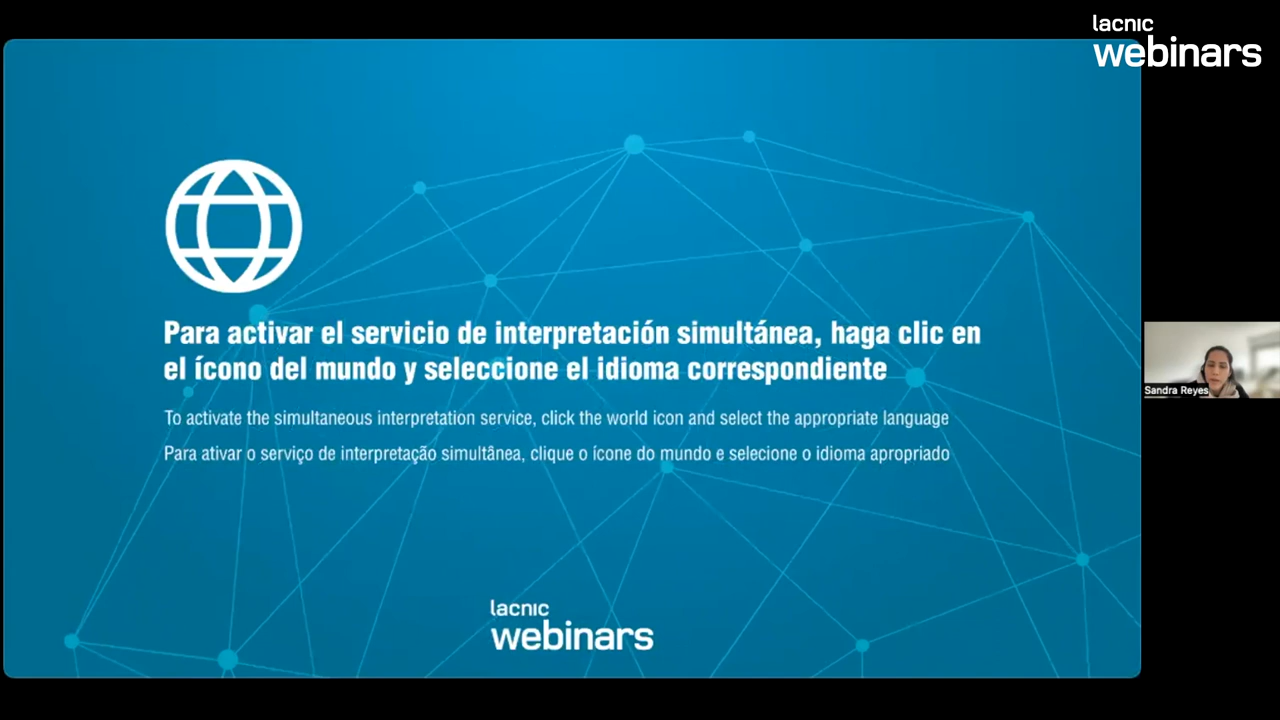 lacnic
webinars
Para activar el servicio de interpretación simultánea, haga clic en
el ícono del mundo y seleccione el idioma correspondiente
To activate the simultaneous interpretation service, click the world icon and select the appropriate language
Para ativar o serviço de interpretação simultânea, clique o ícone do mundo e selecione o idioma apropriado
Sandra Reyes
lacnic
webinars